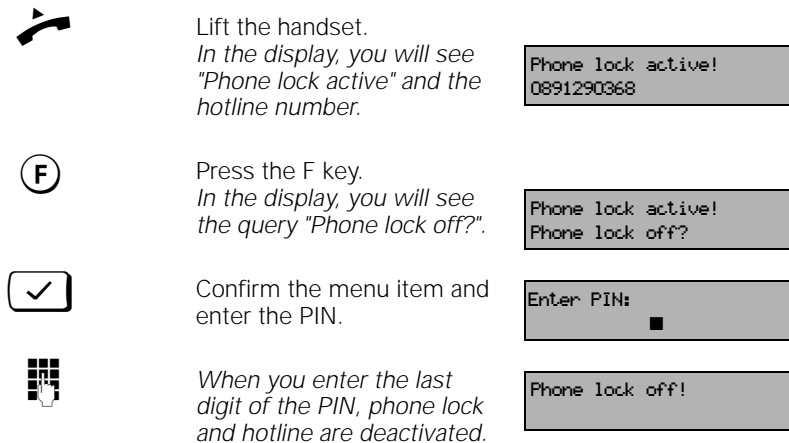 Lift the handset.
In the display, you will see
"Phone lock active" and the
hotline number.
Phone lock active!
0891290368
F
Press the F key.
In the display, you will see
the query "Phone lock off?".
Phone lock active!
Phone lock off?
Confirm the menu item and
enter the PIN.
Enter PIN:
When you enter the last
digit of the PIN, phone lock
and hotline are deactivated.
Phone lock off!